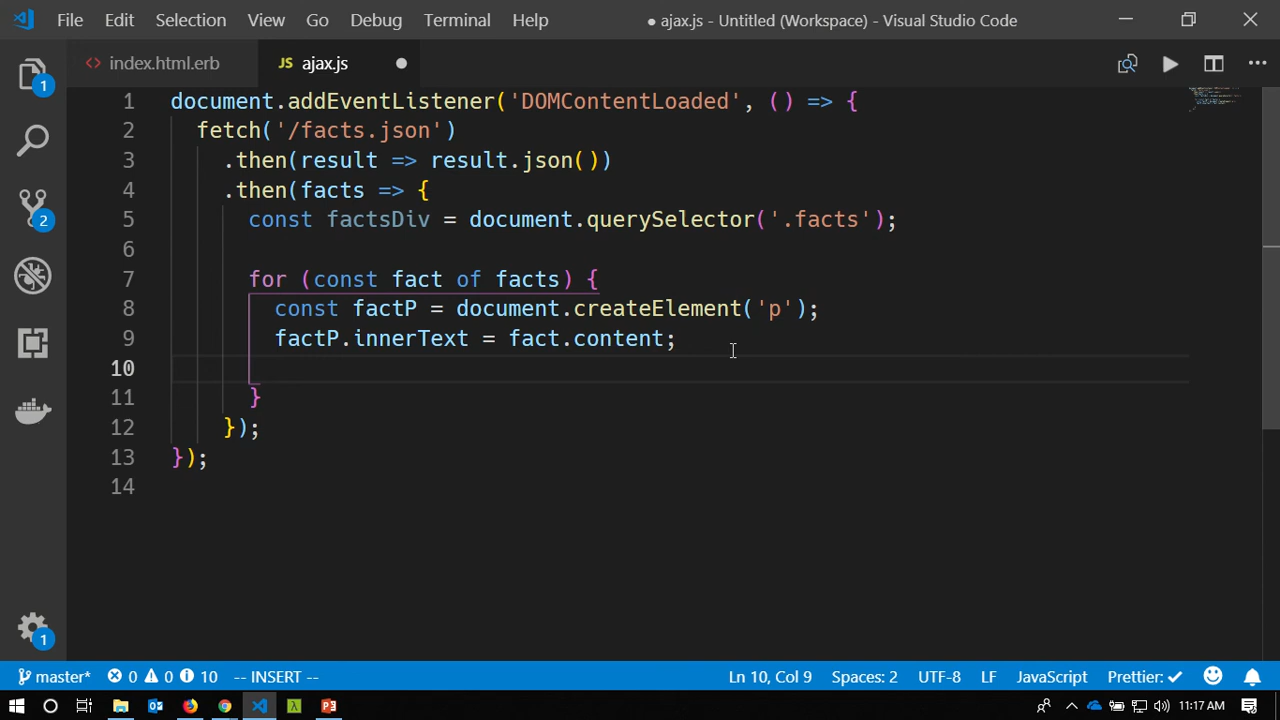 File Edit Selection View Go Debug Terminal Help ● ajax.js - Untitled (Workspace) - Visual Studio Code
<> index.html.erb JS ajax.js ●
1 document.addEventListener('DOMContentLoaded', () => {
2 fetch('/facts.json')
3 .then(result => result.json())
4 .then(facts => {
5 const factsDiv = document.querySelector('.facts');
6
7 for (const fact of facts) {
8 const factP = document.createElement('p');
9 factP.innerText = fact.content;
10
11 }
12 });
13 });
14
1
2
1
master* 0 0 10 -- INSERT -- Ln 10, Col 9 Spaces: 2 UTF-8 LF JavaScript Prettier: ✓
11:17 AM